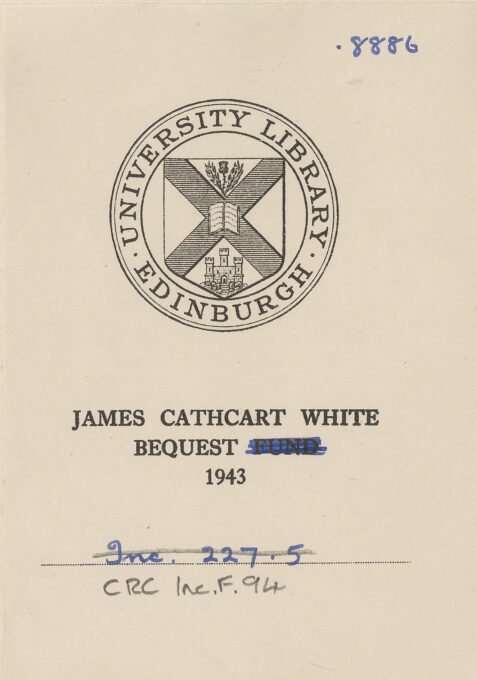 .8886
UNIVERSITY LIBRARY
· EDINBURGH ·
JAMES CATHCART WHITE
BEQUEST FUND
1943
Inc. 227.5
CRC Inc.F.94